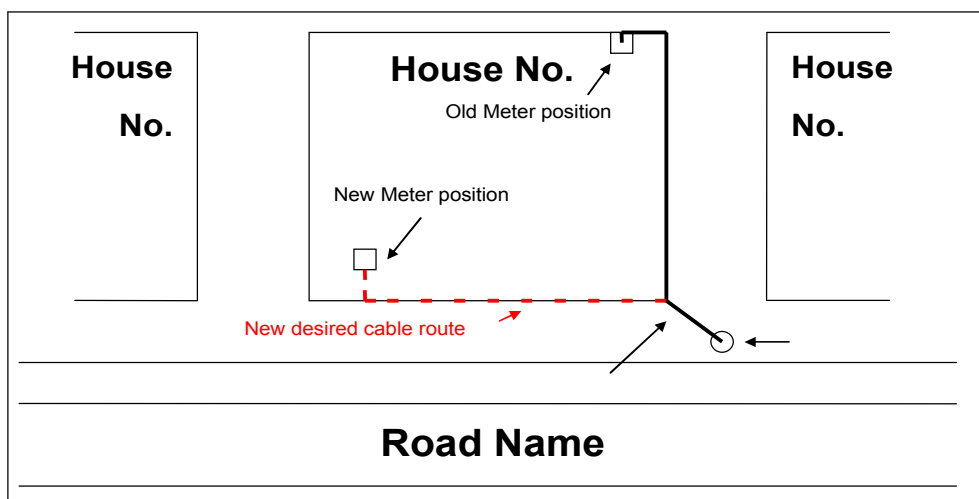 House
No.
House No.
Old Meter position
House
No.
New Meter position
New desired cable route
Road Name